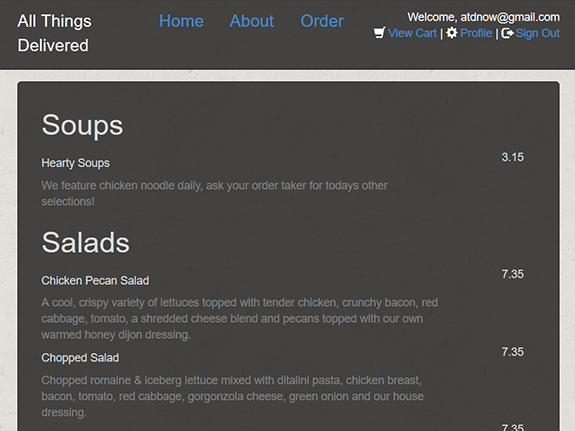 All Things
Delivered
Home About Order
Welcome, atdnow@gmail.com
View Cart | Profile | Sign Out
Soups
Hearty Soups 3.15
We feature chicken noodle daily, ask your order taker for todays other
selections!
Salads
Chicken Pecan Salad 7.35
A cool, crispy variety of lettuces topped with tender chicken, crunchy bacon, red
cabbage, tomato, a shredded cheese blend and pecans topped with our own
warmed honey dijon dressing.
Chopped Salad 7.35
Chopped romaine & iceberg lettuce mixed with ditalini pasta, chicken breast,
bacon, tomato, red cabbage, gorgonzola cheese, green onion and our house
dressing.
7.35